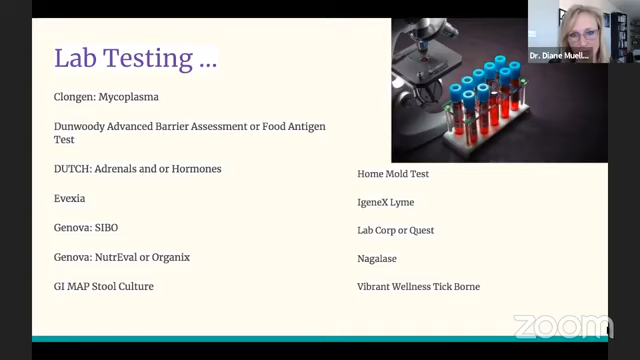 Lab Testing ...
Clongen: Mycoplasma
Dunwoody Advanced Barrier Assessment or Food Antigen
Test
DUTCH: Adrenals and or Hormones
Evexia
Genova: SIBO
Genova: NutrEval or Organix
GI MAP Stool Culture
Home Mold Test
IgeneX Lyme
Lab Corp or Quest
Nagalase
Vibrant Wellness Tick Borne
Dr. Diane Muell...
zoom